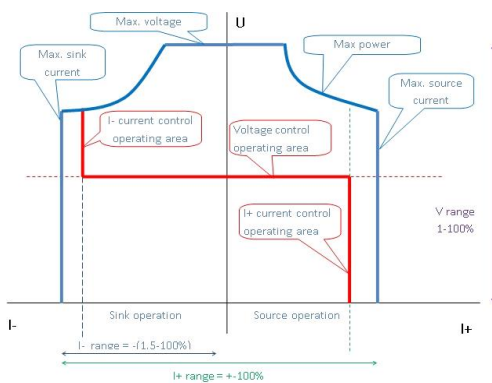 Max. voltage
U
Max. sink
current
Max power
Max. source
current
I- current control
operating area
Voltage control
operating area
I+ current control
operating area
V range
1-100%
I-
Sink operation
Source operation
I+
I- range = -(1.5-100%)
I+ range = +-100%